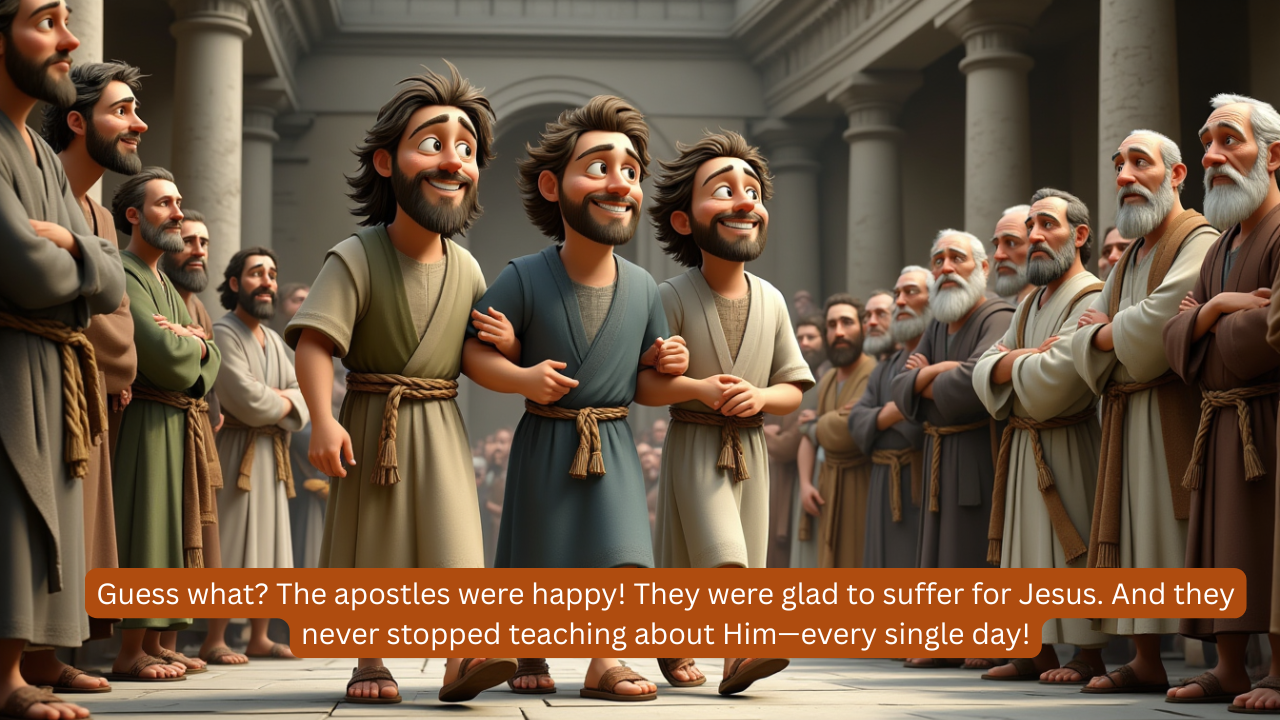 Guess what? The apostles were happy! They were glad to suffer for Jesus. And they
never stopped teaching about Him—every single day!